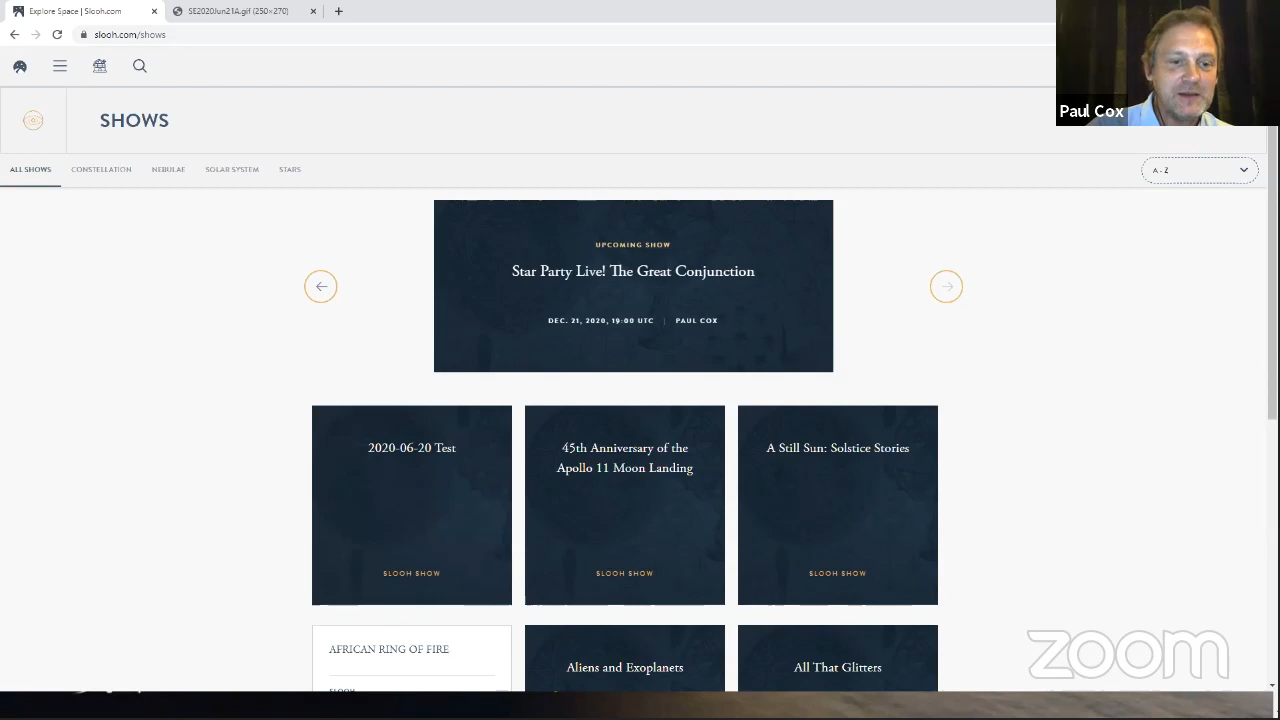 Explore Space | Slooh.com
SE2020Jun21A.gif (250×270)
slooh.com/shows
Paul Cox
SHOWS
ALL SHOWS
CONSTELLATION
NEBULAE
SOLAR SYSTEM
STARS
A - Z
UPCOMING SHOW
Star Party Live! The Great Conjunction
DEC. 21, 2020, 19:00 UTC | PAUL COX
2020-06-20 Test
SLOOH SHOW
45th Anniversary of the
Apollo 11 Moon Landing
SLOOH SHOW
A Still Sun: Solstice Stories
SLOOH SHOW
AFRICAN RING OF FIRE
Aliens and Exoplanets
All That Glitters
zoom